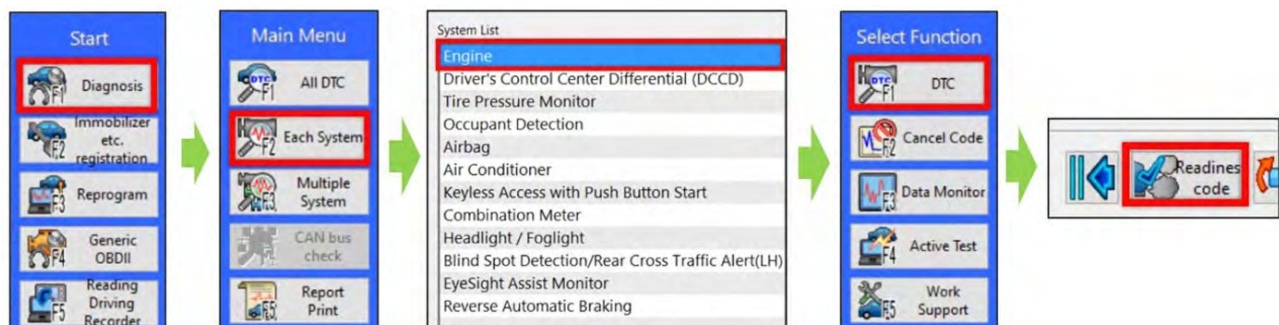 Start
F1 Diagnosis
F2 Immobilizer
etc.
registration
F3 Reprogram
F4 Generic
OBDII
F5 Reading
Driving
Recorder
Main Menu
DTC
F1 All DTC
F2 Each System
F3 Multiple
System
CAN bus
check
F5 Report
Print
System List
Engine
Driver's Control Center Differential (DCCD)
Tire Pressure Monitor
Occupant Detection
Airbag
Air Conditioner
Keyless Access with Push Button Start
Combination Meter
Headlight / Foglight
Blind Spot Detection/Rear Cross Traffic Alert(LH)
EyeSight Assist Monitor
Reverse Automatic Braking
Select Function
DTC
F1 DTC
F2 Cancel Code
F3 Data Monitor
F4 Active Test
F5 Work
Support
Readines
code